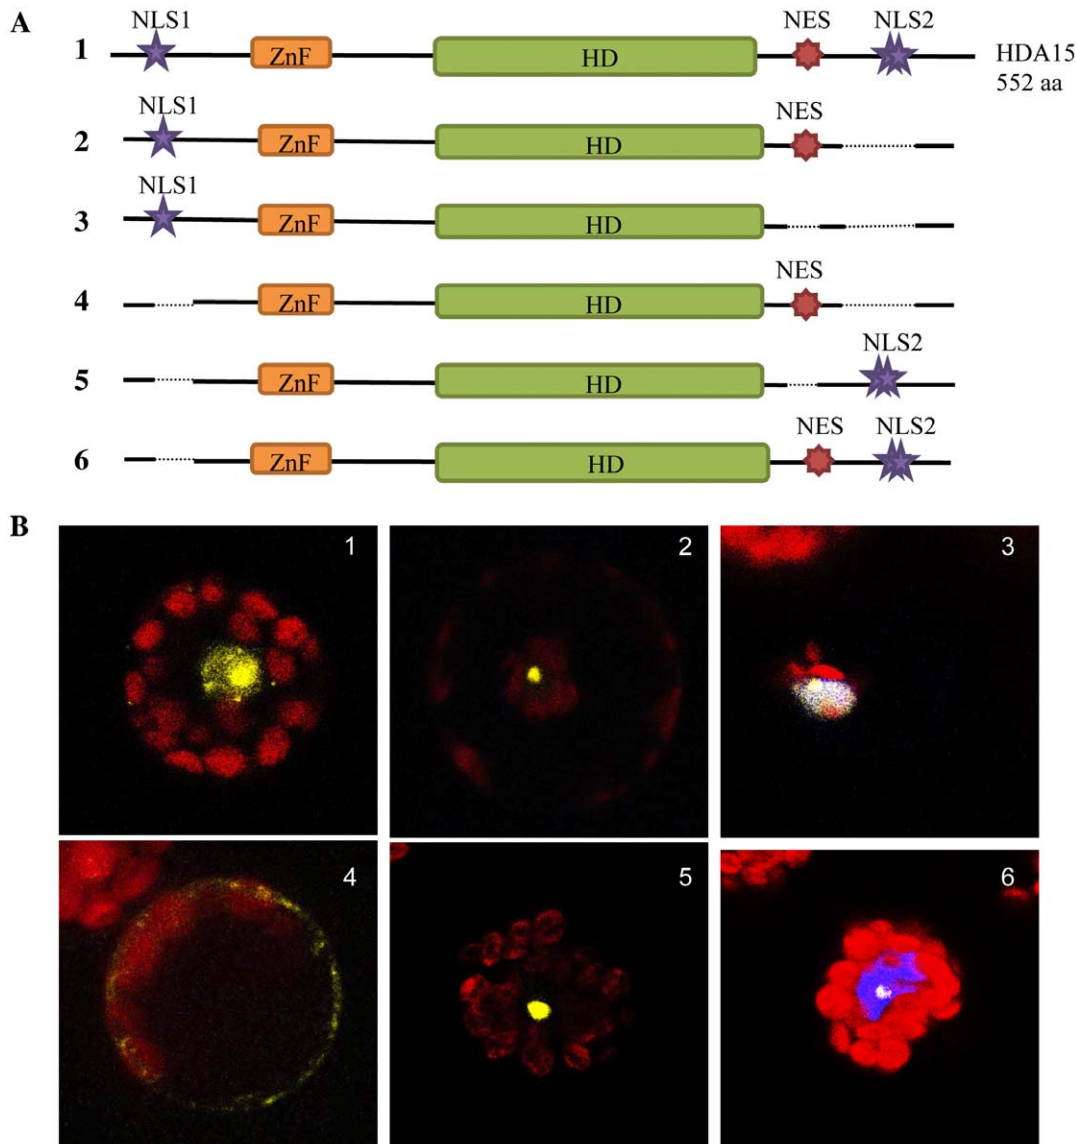 A
NLS1 NES NLS2
1 ZnF HD HDA15
552 aa
NLS1 NES
2 ZnF HD
NLS1
3 ZnF HD
NES
4 ZnF HD
NLS2
5 ZnF HD
NES NLS2
6 ZnF HD
B
1 2 3
4 5 6